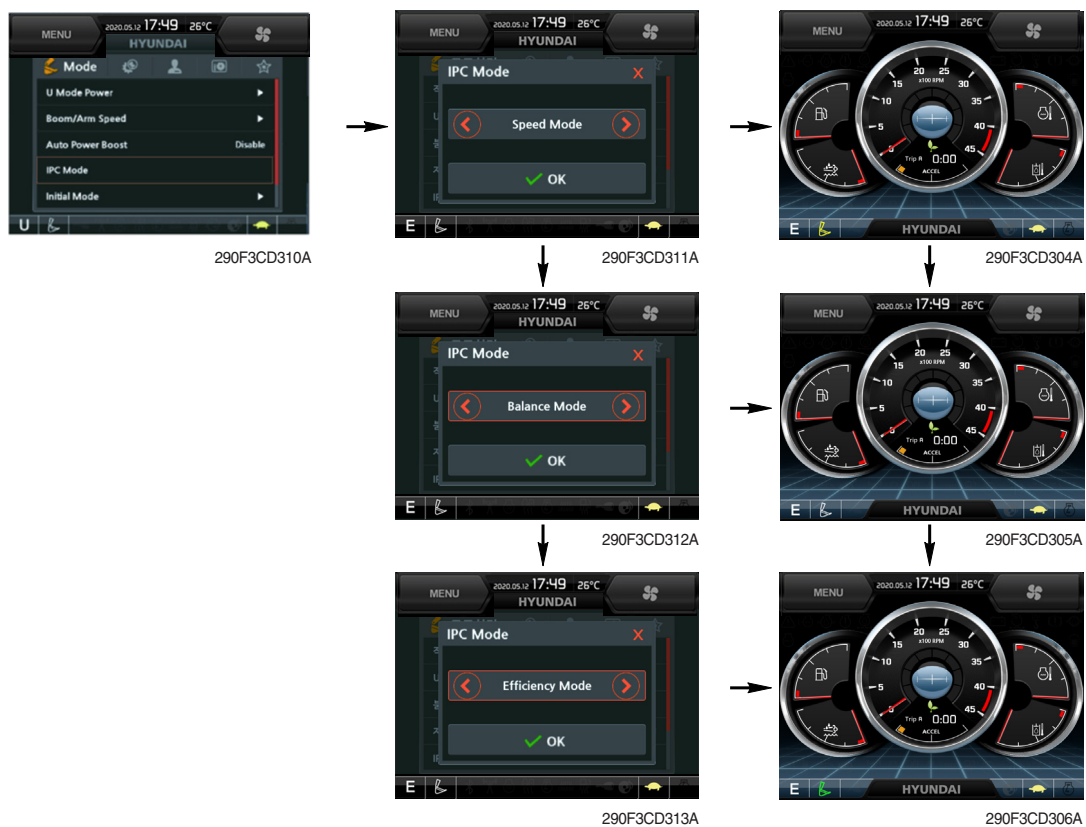 MENU
2020.05.12 17:49 26°C
HYUNDAI
Mode
U Mode Power
Boom/Arm Speed
Auto Power Boost Disable
IPC Mode
Initial Mode
U
290F3CD310A
MENU
2020.05.12 17:49 26°C
HYUNDAI
IPC Mode X
Speed Mode
OK
E
290F3CD311A
MENU
2020.05.12 17:49 26°C
0 5 10 15 20 25 30 35 40 45
x100 RPM
Trip A 0:00
ACCEL
E HYUNDAI
290F3CD304A
MENU
2020.05.12 17:49 26°C
HYUNDAI
IPC Mode X
Balance Mode
OK
E
290F3CD312A
MENU
2020.05.12 17:49 26°C
0 5 10 15 20 25 30 35 40 45
x100 RPM
Trip A 0:00
ACCEL
E HYUNDAI
290F3CD305A
MENU
2020.05.12 17:49 26°C
HYUNDAI
IPC Mode X
Efficiency Mode
OK
E
290F3CD313A
MENU
2020.05.12 17:49 26°C
0 5 10 15 20 25 30 35 40 45
x100 RPM
Trip A 0:00
ACCEL
E HYUNDAI
290F3CD306A